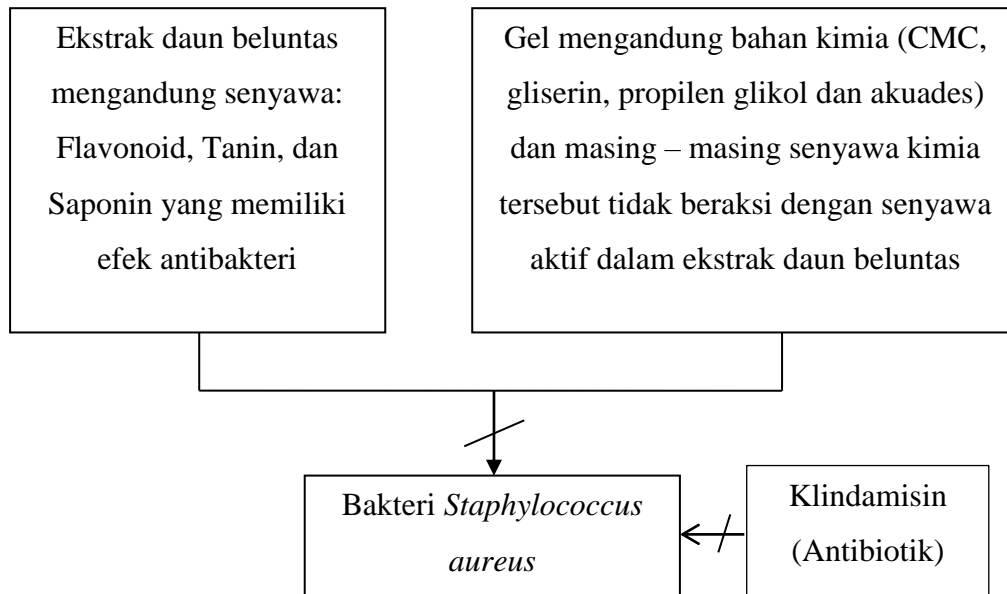 Ekstrak daun beluntas
mengandung senyawa:
Flavonoid, Tanin, dan
Saponin yang memiliki
efek antibakteri
Gel mengandung bahan kimia (CMC,
gliserin, propilen glikol dan akuades)
dan masing – masing senyawa kimia
tersebut tidak beraksi dengan senyawa
aktif dalam ekstrak daun beluntas
Bakteri Staphylococcus
aureus
Klindamisin
(Antibiotik)